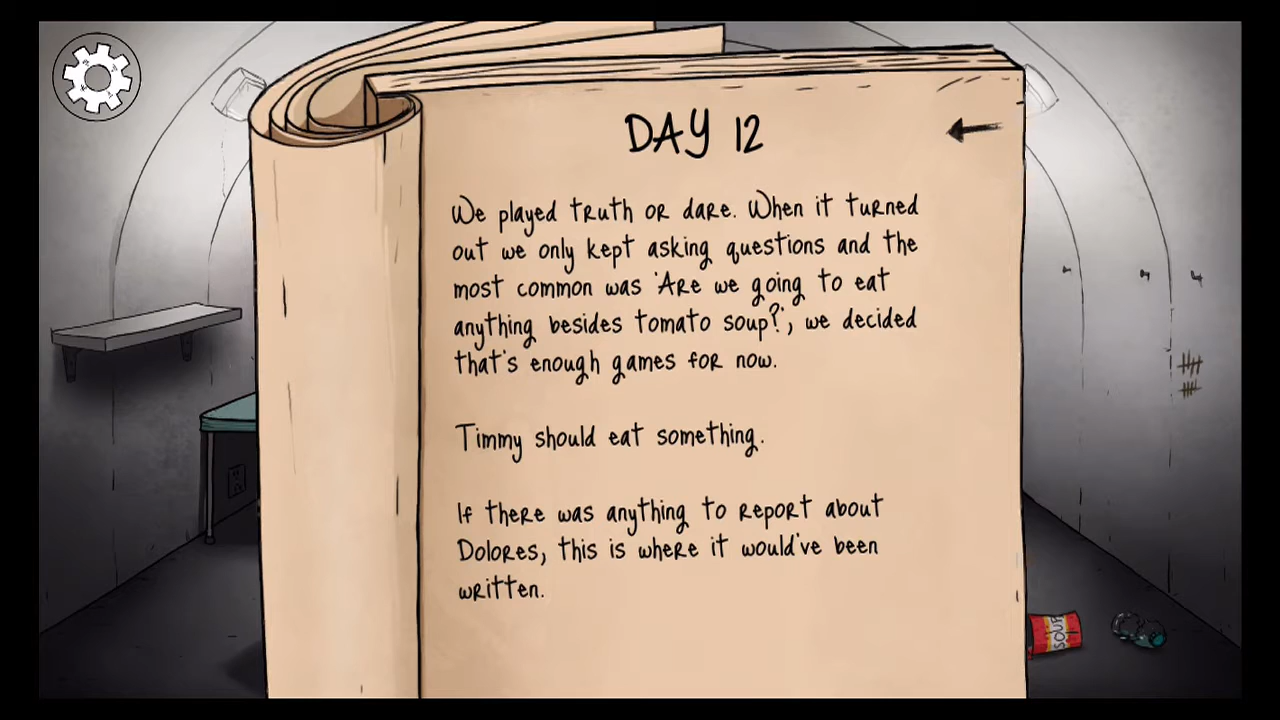 DAY 12
We played truth or dare. When it turned
out we only kept asking questions and the
most common was 'Are we going to eat
anything besides tomato soup?', we decided
that's enough games for now.
Timmy should eat something.
If there was anything to report about
Dolores, this is where it would've been
written.
SOUP